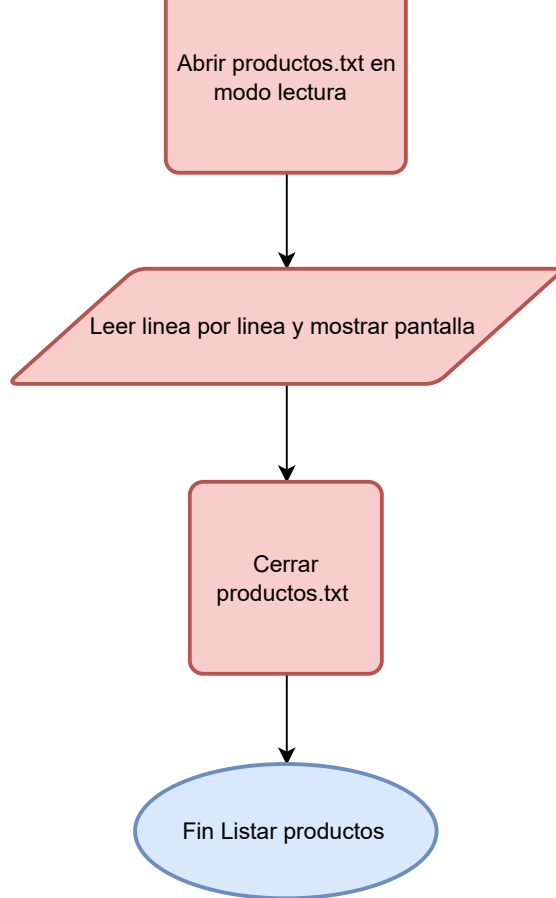 Abrir productos.txt en
modo lectura
Leer linea por linea y mostrar pantalla
Cerrar
productos.txt
Fin Listar productos